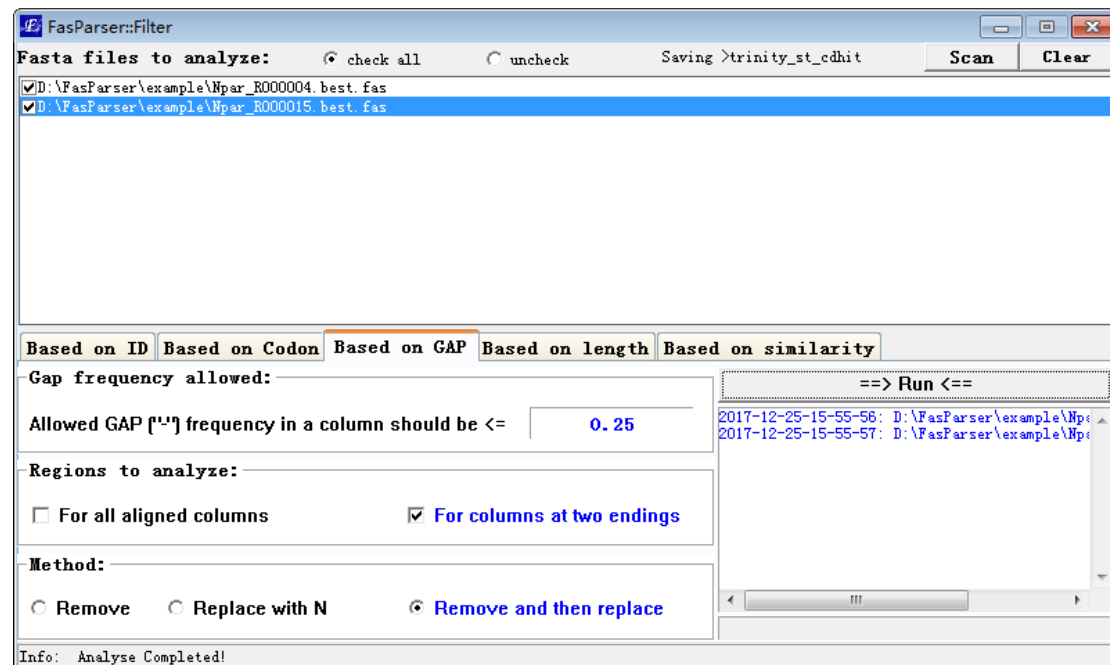 FasParser::Filter
Fasta files to analyze: check all uncheck Saving >trinity_st_cdhit Scan Clear
D:\FasParser\example\Npar_R000004.best.fas
D:\FasParser\example\Npar_R000015.best.fas
Based on ID Based on Codon Based on GAP Based on length Based on similarity
Gap frequency allowed:
Allowed GAP ("-") frequency in a column should be <= 0.25
Regions to analyze:
For all aligned columns For columns at two endings
Method:
Remove Replace with N Remove and then replace
==> Run <==
2017-12-25-15-55-56: D:\FasParser\example\Npa
2017-12-25-15-55-57: D:\FasParser\example\Npa
Info: Analyse Completed!